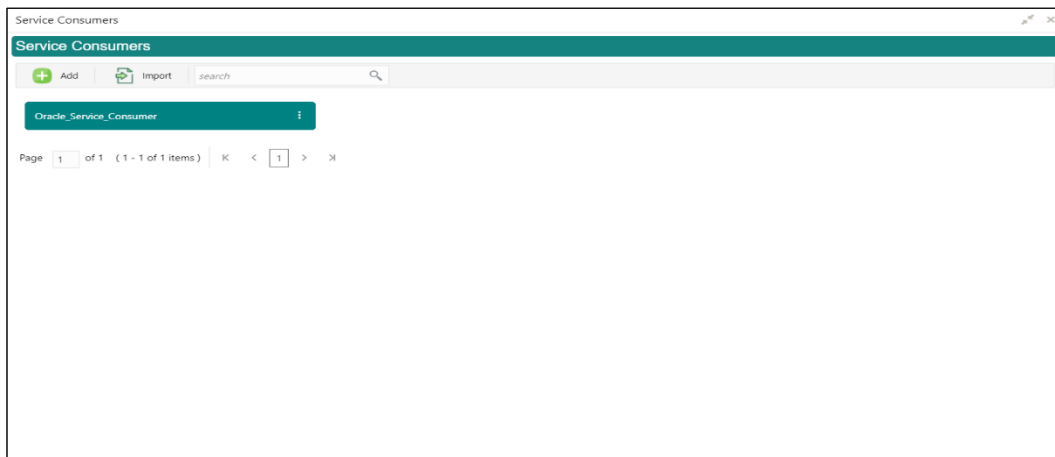 Service Consumers
Service Consumers
Add Import search
Oracle_Service_Consumer
Page 1 of 1 (1 - 1 of 1 items) K < 1 > >|